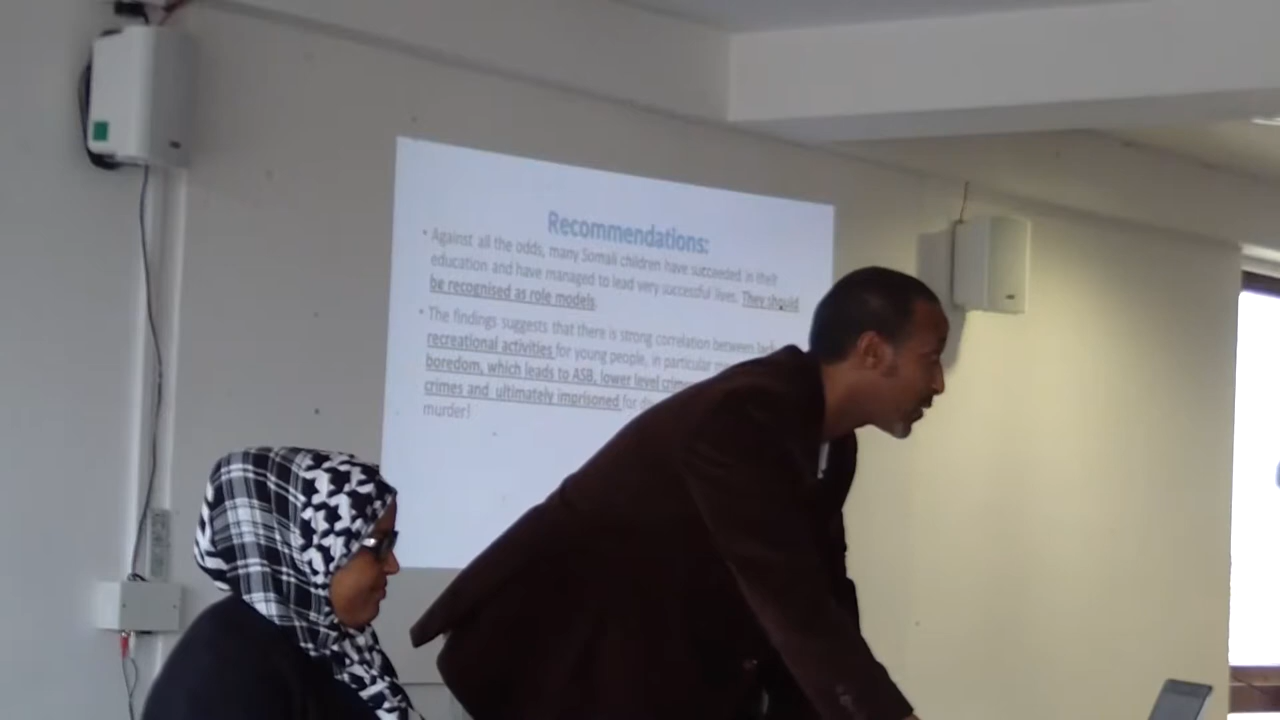 Recommendations:
• Against all the odds, many Somali children have succeeded in their
education and have managed to lead very successful lives. They should
be recognised as role models.
• The findings suggests that there is strong correlation between
recreational activities for young people, in particular
boredom, which leads to ASB, lower level
crimes and ultimately imprisoned for
murder!